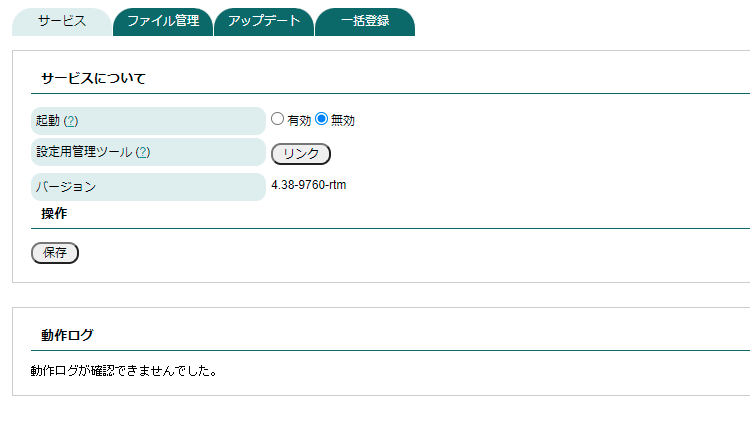 サービス ファイル管理 アップデート 一括登録
サービスについて
起動 (?) 有効 無効
設定用管理ツール (?) リンク
バージョン 4.38-9760-rtm
操作
保存
動作ログ
動作ログが確認できませんでした。